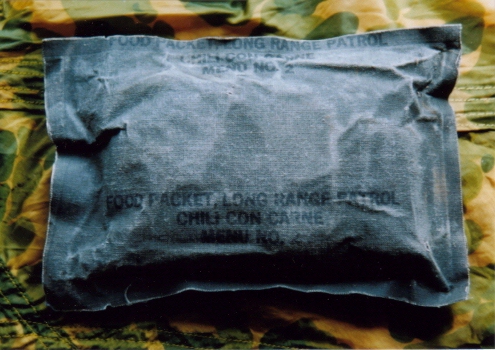 FOOD PACKET, LONG RANGE PATROL
CHILI CON CARNE
MENU NO. 2
FOOD PACKET, LONG RANGE PATROL
CHILI CON CARNE
MENU NO. 2